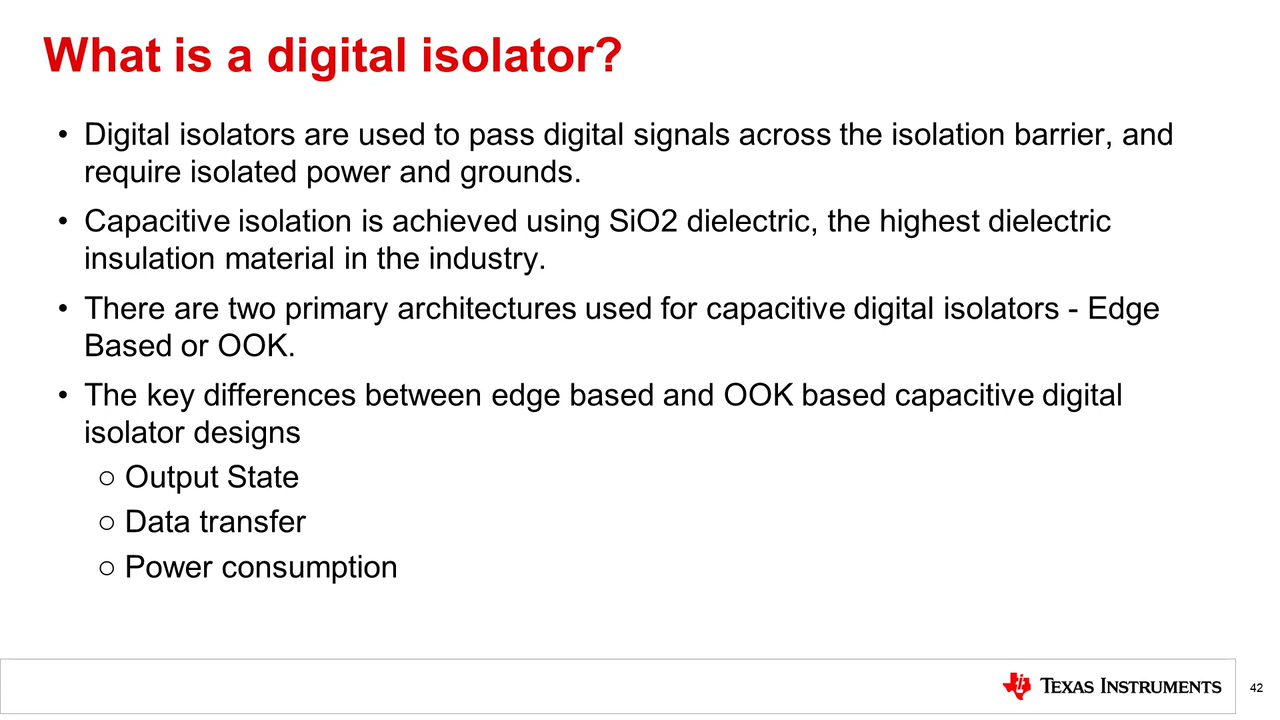 What is a digital isolator?
• Digital isolators are used to pass digital signals across the isolation barrier, and
require isolated power and grounds.
• Capacitive isolation is achieved using SiO2 dielectric, the highest dielectric
insulation material in the industry.
• There are two primary architectures used for capacitive digital isolators - Edge
Based or OOK.
• The key differences between edge based and OOK based capacitive digital
isolator designs
○ Output State
○ Data transfer
○ Power consumption
TEXAS INSTRUMENTS
42